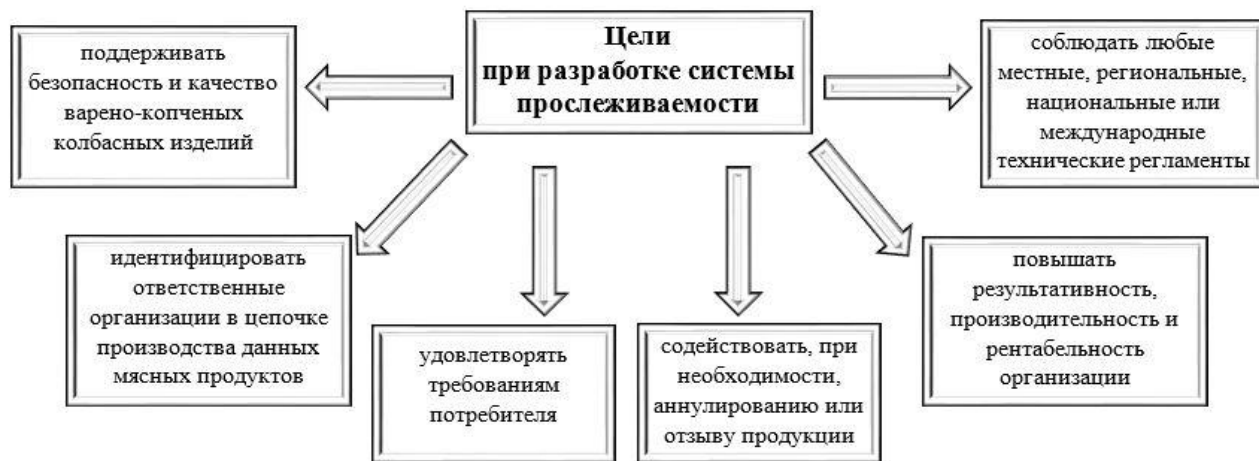 Цели
при разработке системы
прослеживаемости
поддерживать
безопасность и качество
варено-копченых
колбасных изделий
соблюдать любые
местные, региональные,
национальные или
международные
технические регламенты
идентифицировать
ответственные
организации в цепочке
производства данных
мясных продуктов
удовлетворять
требованиям
потребителя
содействовать, при
необходимости,
аннулированию или
отзыву продукции
повышать
результативность,
производительность и
рентабельность
организации